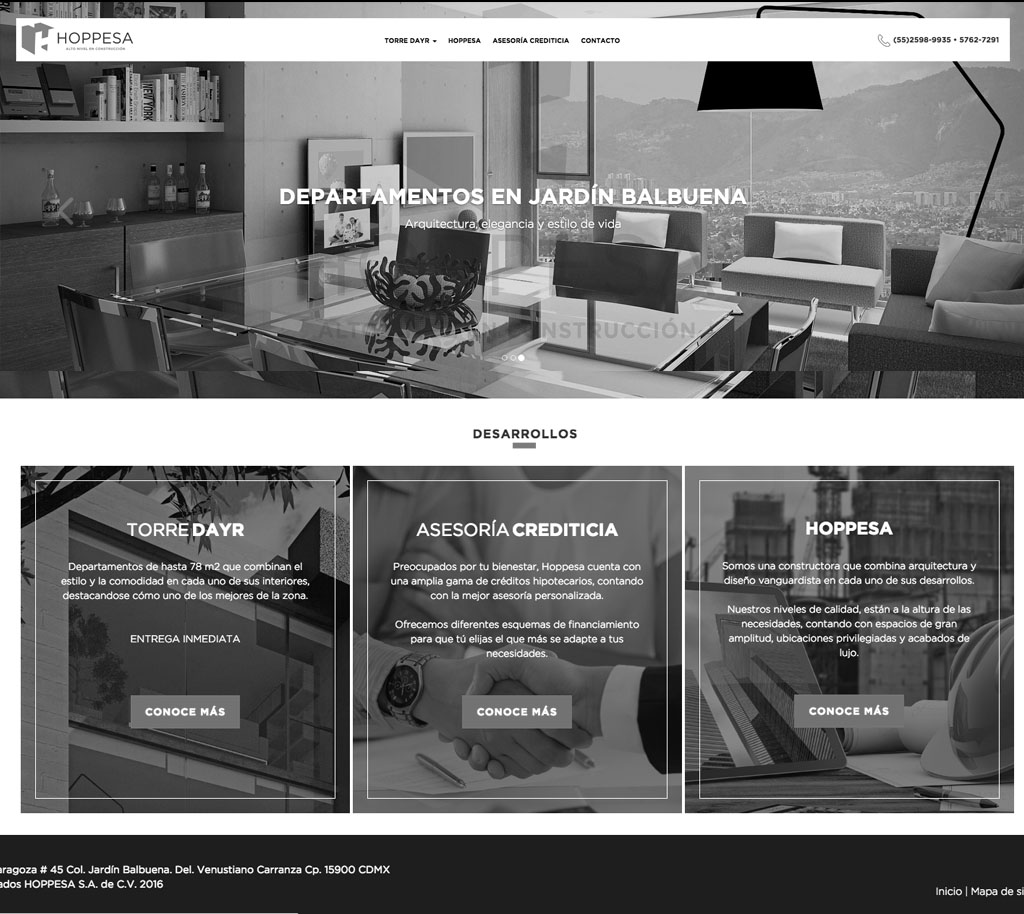 HOPPESA
ALTO NIVEL EN CONSTRUCCIÓN
TORRE DAYR
HOPPESA
ASESORÍA CREDITICIA
CONTACTO
(55)2598-9935 • 5762-7291
NEW YORK
DEPARTAMENTOS EN JARDÍN BALBUENA
Arquitectura, elegancia y estilo de vida
DESARROLLOS
TORRE DAYR
Departamentos de hasta 78 m2 que combinan el
estilo y la comodidad en cada uno de sus interiores,
destacandose cómo uno de los mejores de la zona.
ENTREGA INMEDIATA
CONOCE MÁS
ASESORÍA CREDITICIA
Preocupados por tu bienestar, Hoppesa cuenta con
una amplia gama de créditos hipotecarios, contando
con la mejor asesoría personalizada.
Ofrecemos diferentes esquemas de financiamiento
para que tú elijas el que más se adapte a tus
necesidades.
CONOCE MÁS
HOPPESA
Somos una constructora que combina arquitectura y
diseño vanguardista en cada uno de sus desarrollos.
Nuestros niveles de calidad, están a la altura de las
necesidades, contando con espacios de gran
amplitud, ubicaciones privilegiadas y acabados de
lujo.
CONOCE MÁS
aragoza # 45 Col. Jardín Balbuena. Del. Venustiano Carranza Cp. 15900 CDMX
ados HOPPESA S.A. de C.V. 2016
Inicio | Mapa de si